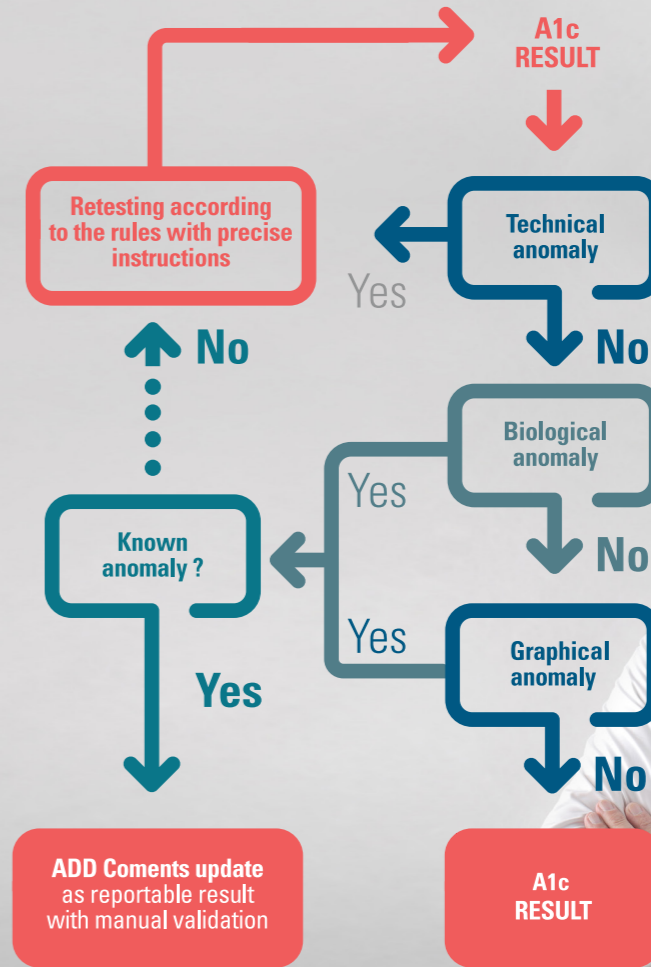 A1c
RESULT
Retesting according
to the rules with precise
instructions
Technical
anomaly
Yes
No
No
Biological
anomaly
Yes
No
Known
anomaly ?
Yes
Graphical
anomaly
Yes
No
ADD Coments update
as reportable result
with manual validation
A1c
RESULT